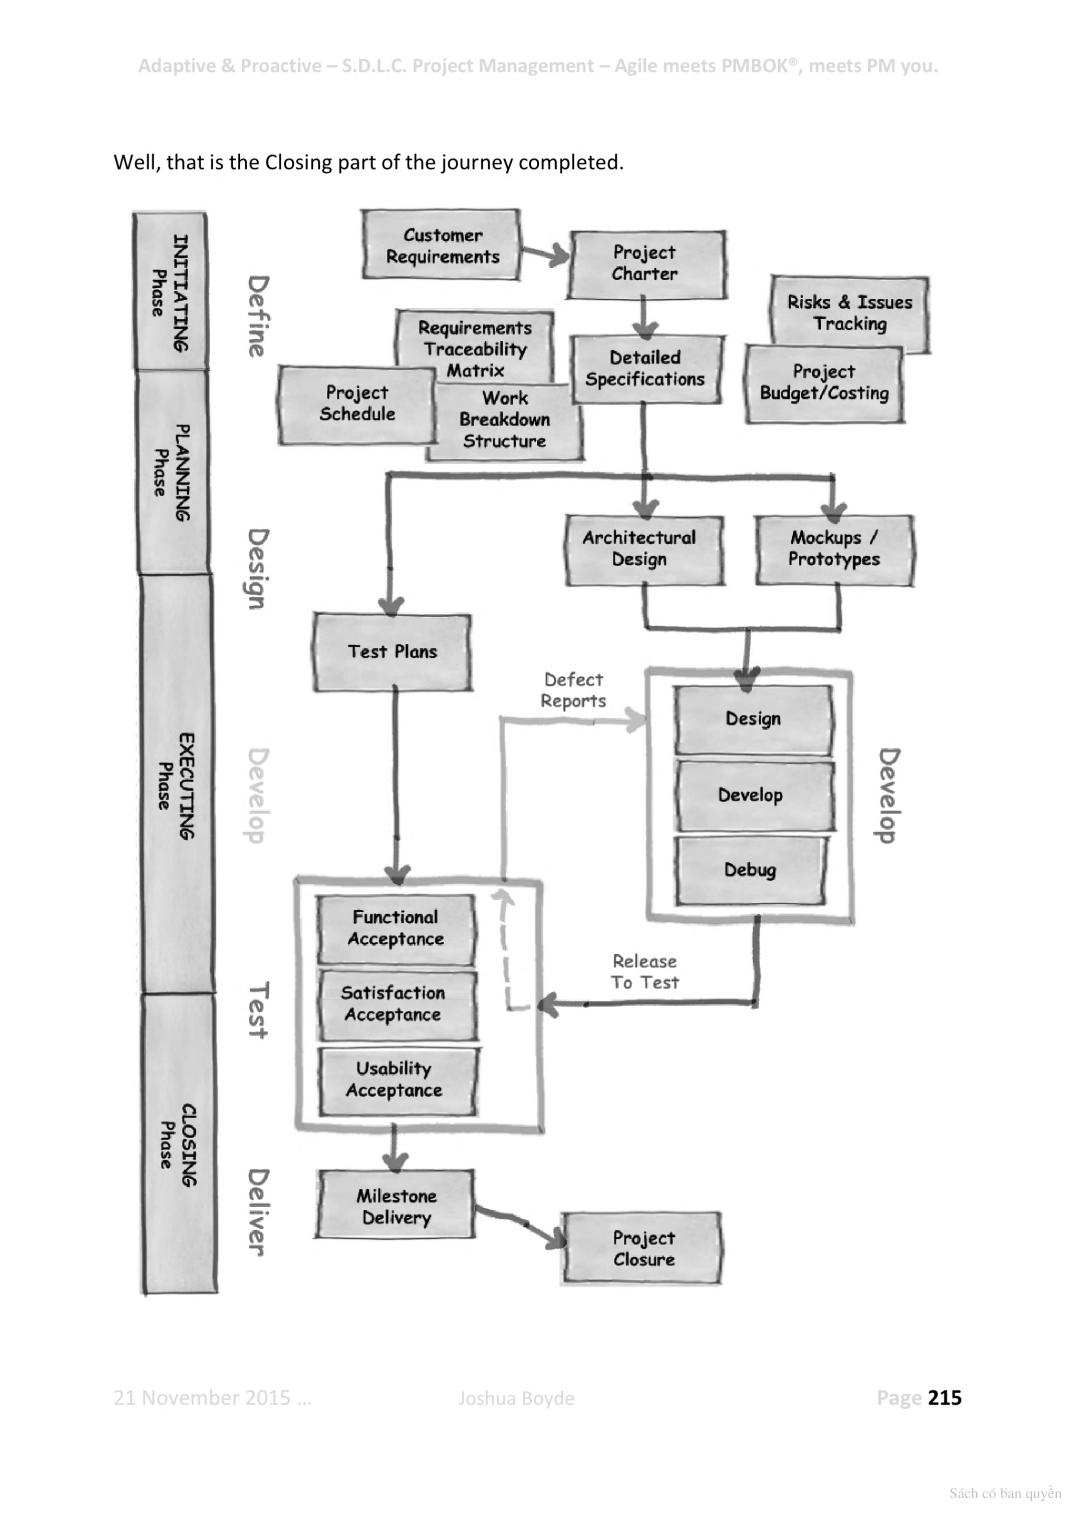 Adaptive & Proactive – S.D.L.C. Project Management – Agile meets PMBOK®, meets PM you.
Well, that is the Closing part of the journey completed.
INITIATING
Phase
PLANNING
Phase
EXECUTING
Phase
CLOSING
Phase
Define
Design
Develop
Test
Deliver
Customer
Requirements
Project
Charter
Risks & Issues
Tracking
Project
Budget/Costing
Requirements
Traceability
Matrix
Detailed
Specifications
Project
Schedule
Work
Breakdown
Structure
Architectural
Design
Mockups /
Prototypes
Test Plans
Defect
Reports
Design
Develop
Debug
Develop
Functional
Acceptance
Satisfaction
Acceptance
Usability
Acceptance
Release
To Test
Milestone
Delivery
Project
Closure
21 November 2015 ...
Joshua Boyde
Page 215
Sách có bản quyền